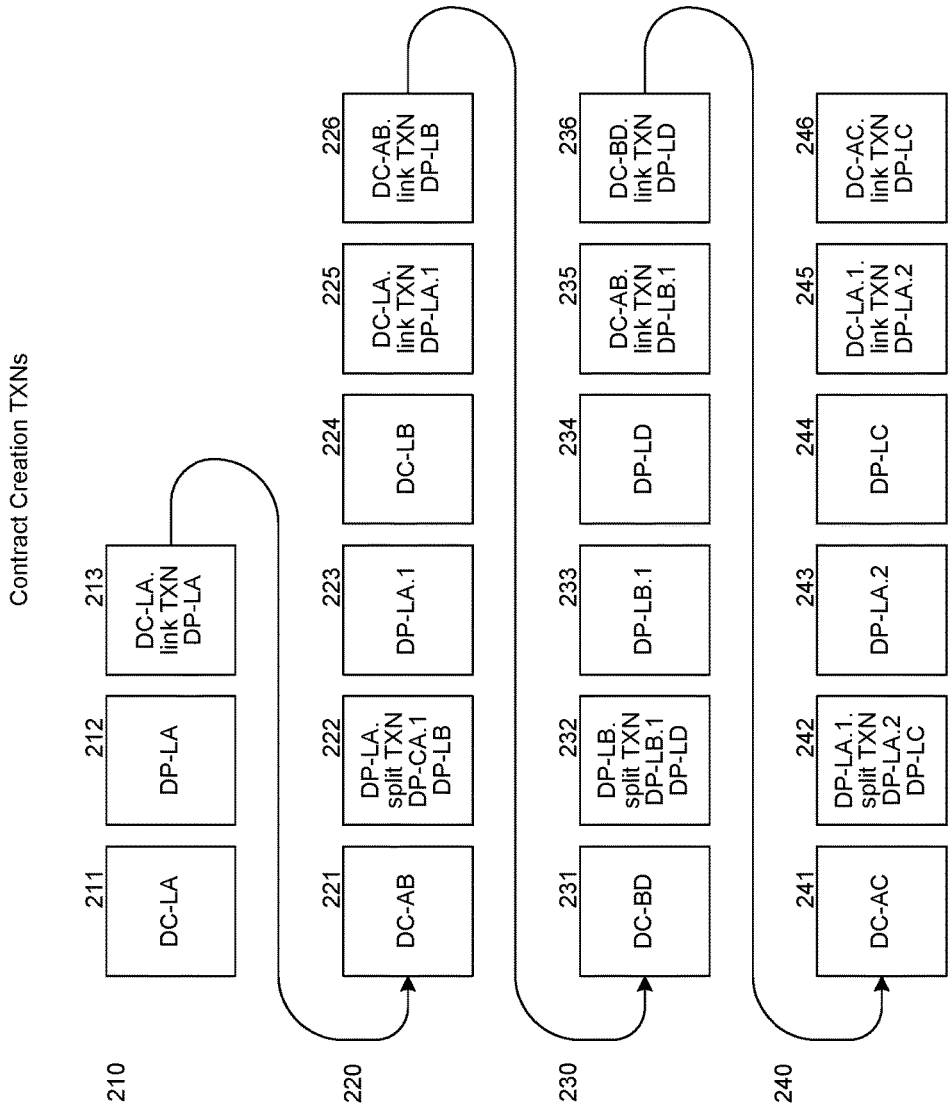 Contract Creation TXNs
210
211
DC-LA
212
DP-LA
213
DC-LA.
link TXN
DP-LA
220
221
DC-AB
222
DP-LA.
split TXN
DP-CA.1
DP-LB
223
DP-LA.1
224
DC-LB
225
DC-LA.
link TXN
DP-LA.1
226
DC-AB.
link TXN
DP-LB
230
231
DC-BD
232
DP-LB.
split TXN
DP-LB.1
DP-LD
233
DP-LB.1
234
DP-LD
235
DC-AB.
link TXN
DP-LB.1
236
DC-BD.
link TXN
DP-LD
240
241
DC-AC
242
DP-LA.1.
split TXN
DP-LA.2
DP-LC
243
DP-LA.2
244
DP-LC
245
DC-LA.1.
link TXN
DP-LA.2
246
DC-AC.
link TXN
DP-LC